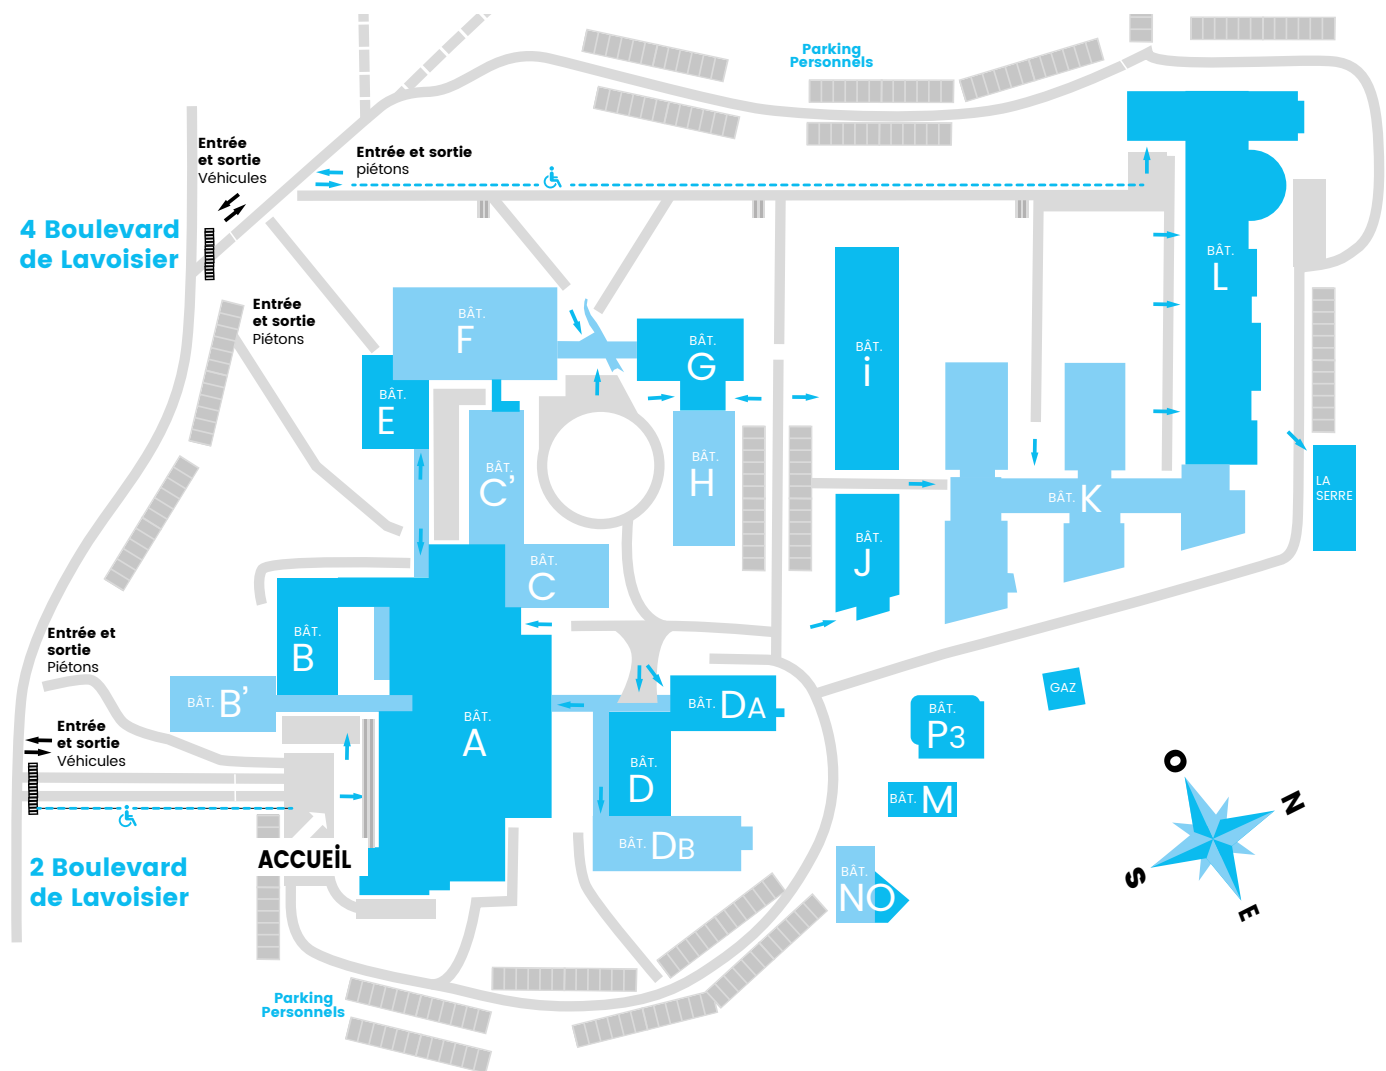 Parking
Personnels
Entrée
et sortie
Véhicules
Entrée et sortie
piétons
4 Boulevard
de Lavoisier
Entrée
et sortie
Piétons
BÂT.
F
BÂT.
G
BÂT.
i
BÂT.
L
BÂT.
E
BÂT.
C’
BÂT.
H
BÂT.
K
LA
SERRE
BÂT.
J
BÂT.
C
Entrée et
sortie
Piétons
BÂT.
B
BÂT. B’
BÂT.
A
BÂT. DA
GAZ
BÂT.
P3
Entrée
et sortie
Véhicules
BÂT.
D
BÂT. M
BÂT. DB
2 Boulevard
de Lavoisier
ACCUEİL
BÂT.
NO
O
N
S
E
Parking
Personnels